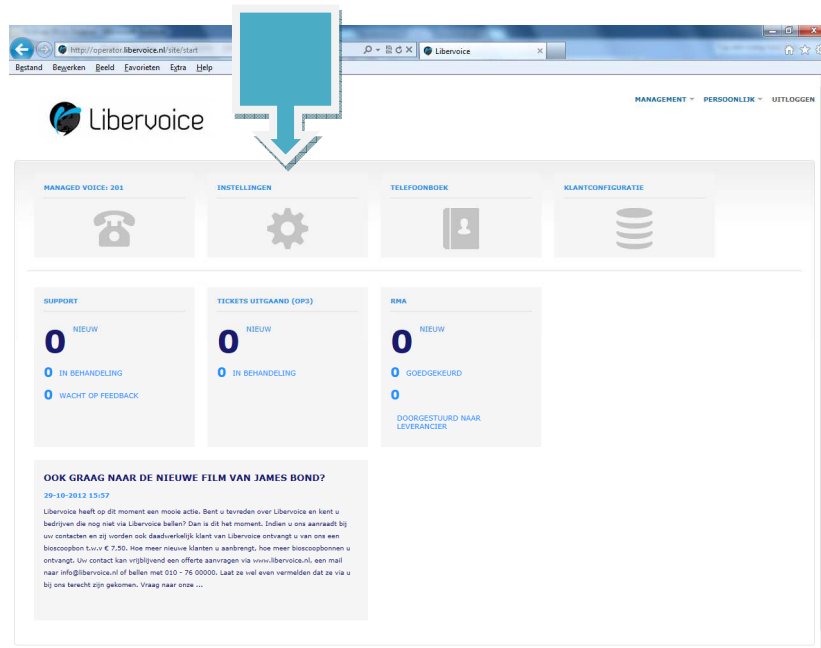 http://operator.libervoice.nl/site/start
Libervoice
Bestand Bewerken Beeld Favorieten Extra Help
Libervoice
MANAGEMENT PERSOONLIJK UITLOGGEN
MANAGED VOICE: 201
INSTELLINGEN
TELEFOONBOEK
KLANTCONFIGURATIE
SUPPORT
0 NIEUW
0 IN BEHANDELING
0 WACHT OP FEEDBACK
TICKETS UITGAAND (OP3)
0 NIEUW
0 IN BEHANDELING
RMA
0 NIEUW
0 GOEDGEKEURD
0
DOORGESTUURD NAAR
LEVERANCIER
OOK GRAAG NAAR DE NIEUWE FILM VAN JAMES BOND?
29-10-2012 15:57
Libervoice heeft op dit moment een mooie actie. Bent u tevreden over Libervoice en kent u
bedrijven die nog niet via Libervoice bellen? Dan is dit het moment. Indien u ons aanraadt bij
uw contacten en zij worden ook daadwerkelijk klant van Libervoice ontvangt u van ons een
bioscoopbon t.w.v € 7,50. Hoe meer nieuwe klanten u aanbrengt, hoe meer bioscoopbonnen u
ontvangt. Uw contact kan vrijblijvend een offerte aanvragen via www.libervoice.nl, een mail
naar info@libervoice.nl of bellen met 010 - 76 00000. Laat ze wel even vermelden dat ze via u
bij ons terecht zijn gekomen. Vraag naar onze ...